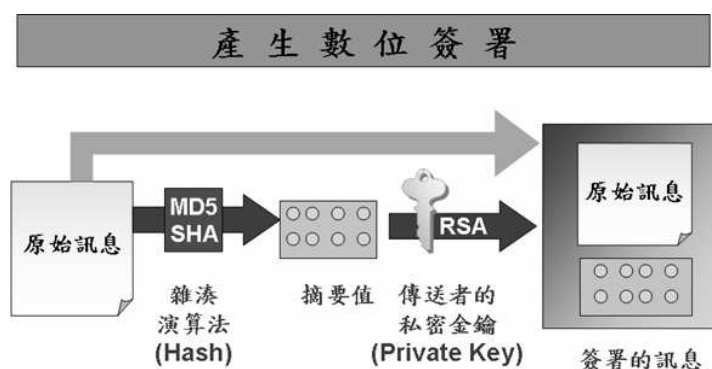 產生數位簽署
原始訊息
MD5
SHA
雜湊
演算法
(Hash)
摘要值
RSA
傳送者的
私密金鑰
(Private Key)
原始訊息
簽署的訊息